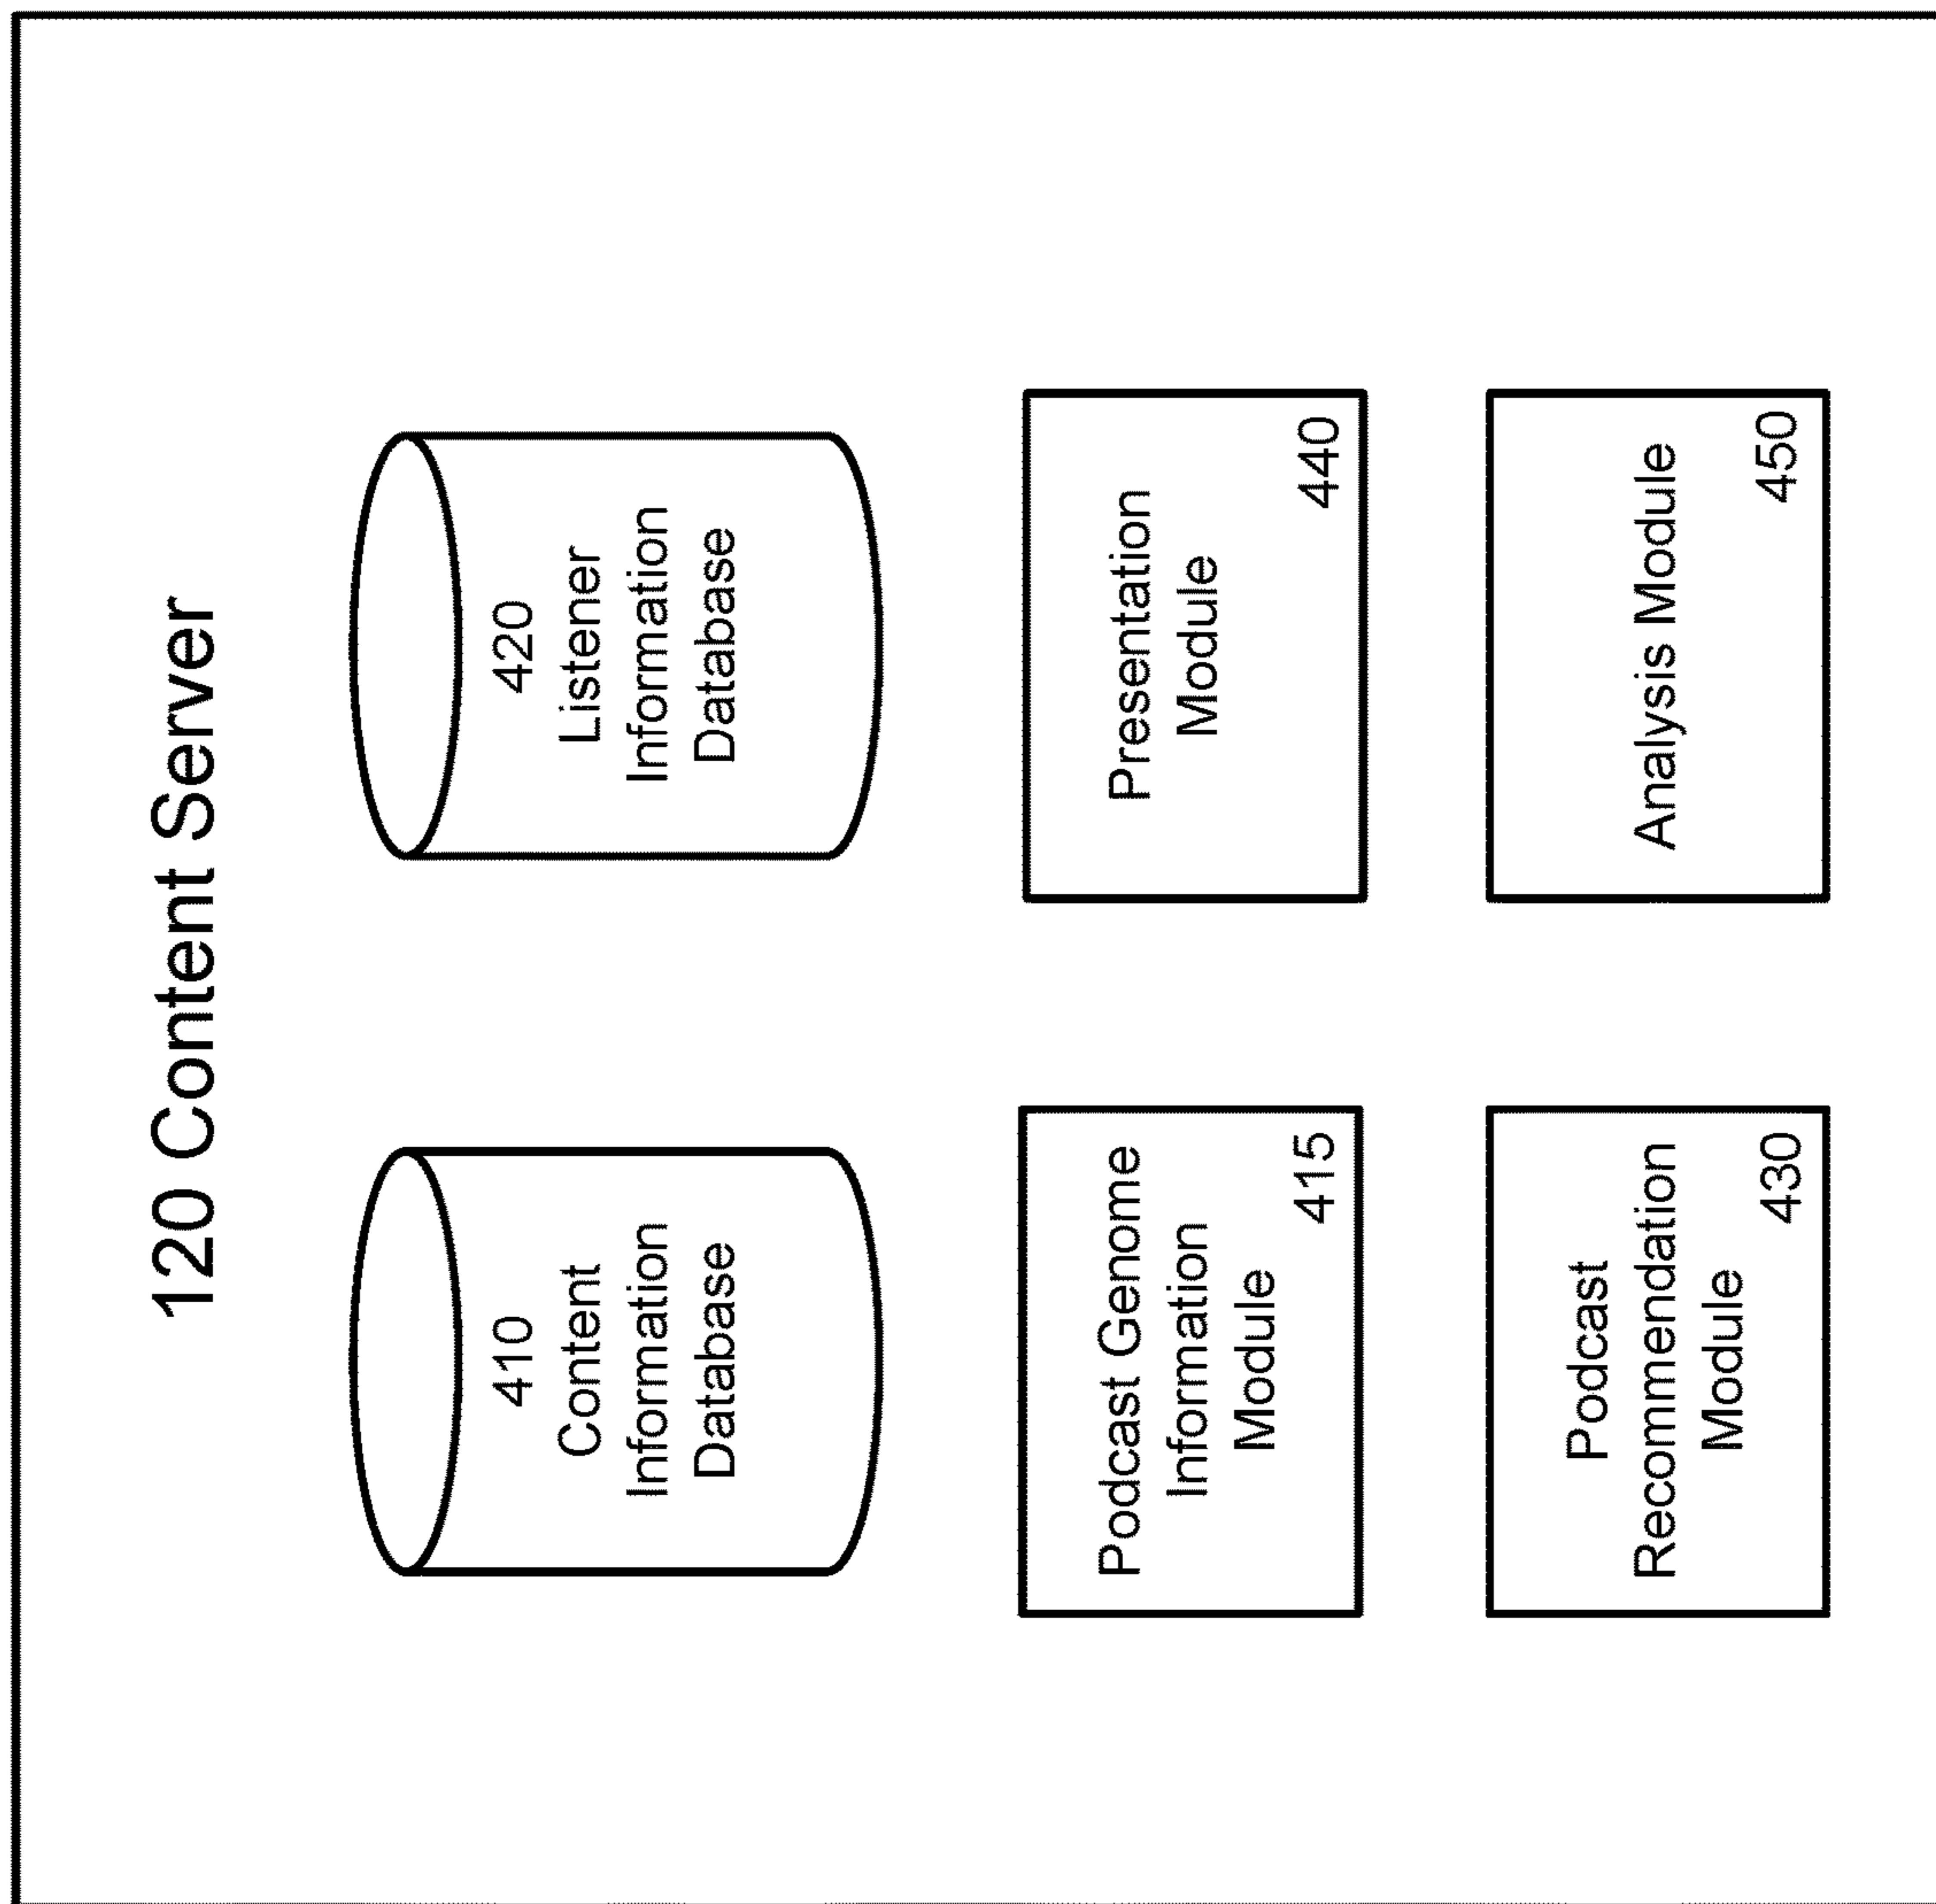 120 Content Server
410
Content
Information
Database
420
Listener
Information
Database
Podcast Genome
Information
Module
415
Presentation
Module
440
Podcast
Recommendation
Module
430
Analysis Module
450